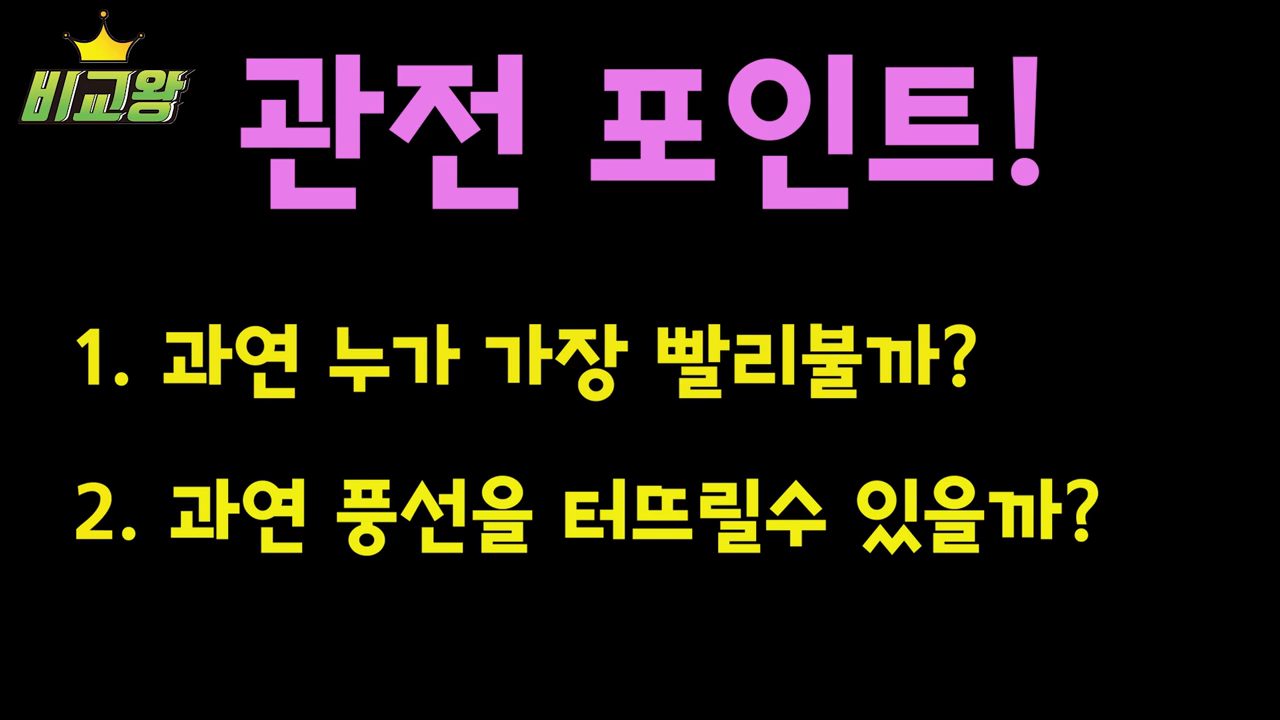 비교왕
관전 포인트!
1. 과연 누가 가장 빨리불까?
2. 과연 풍선을 터뜨릴수 있을까?